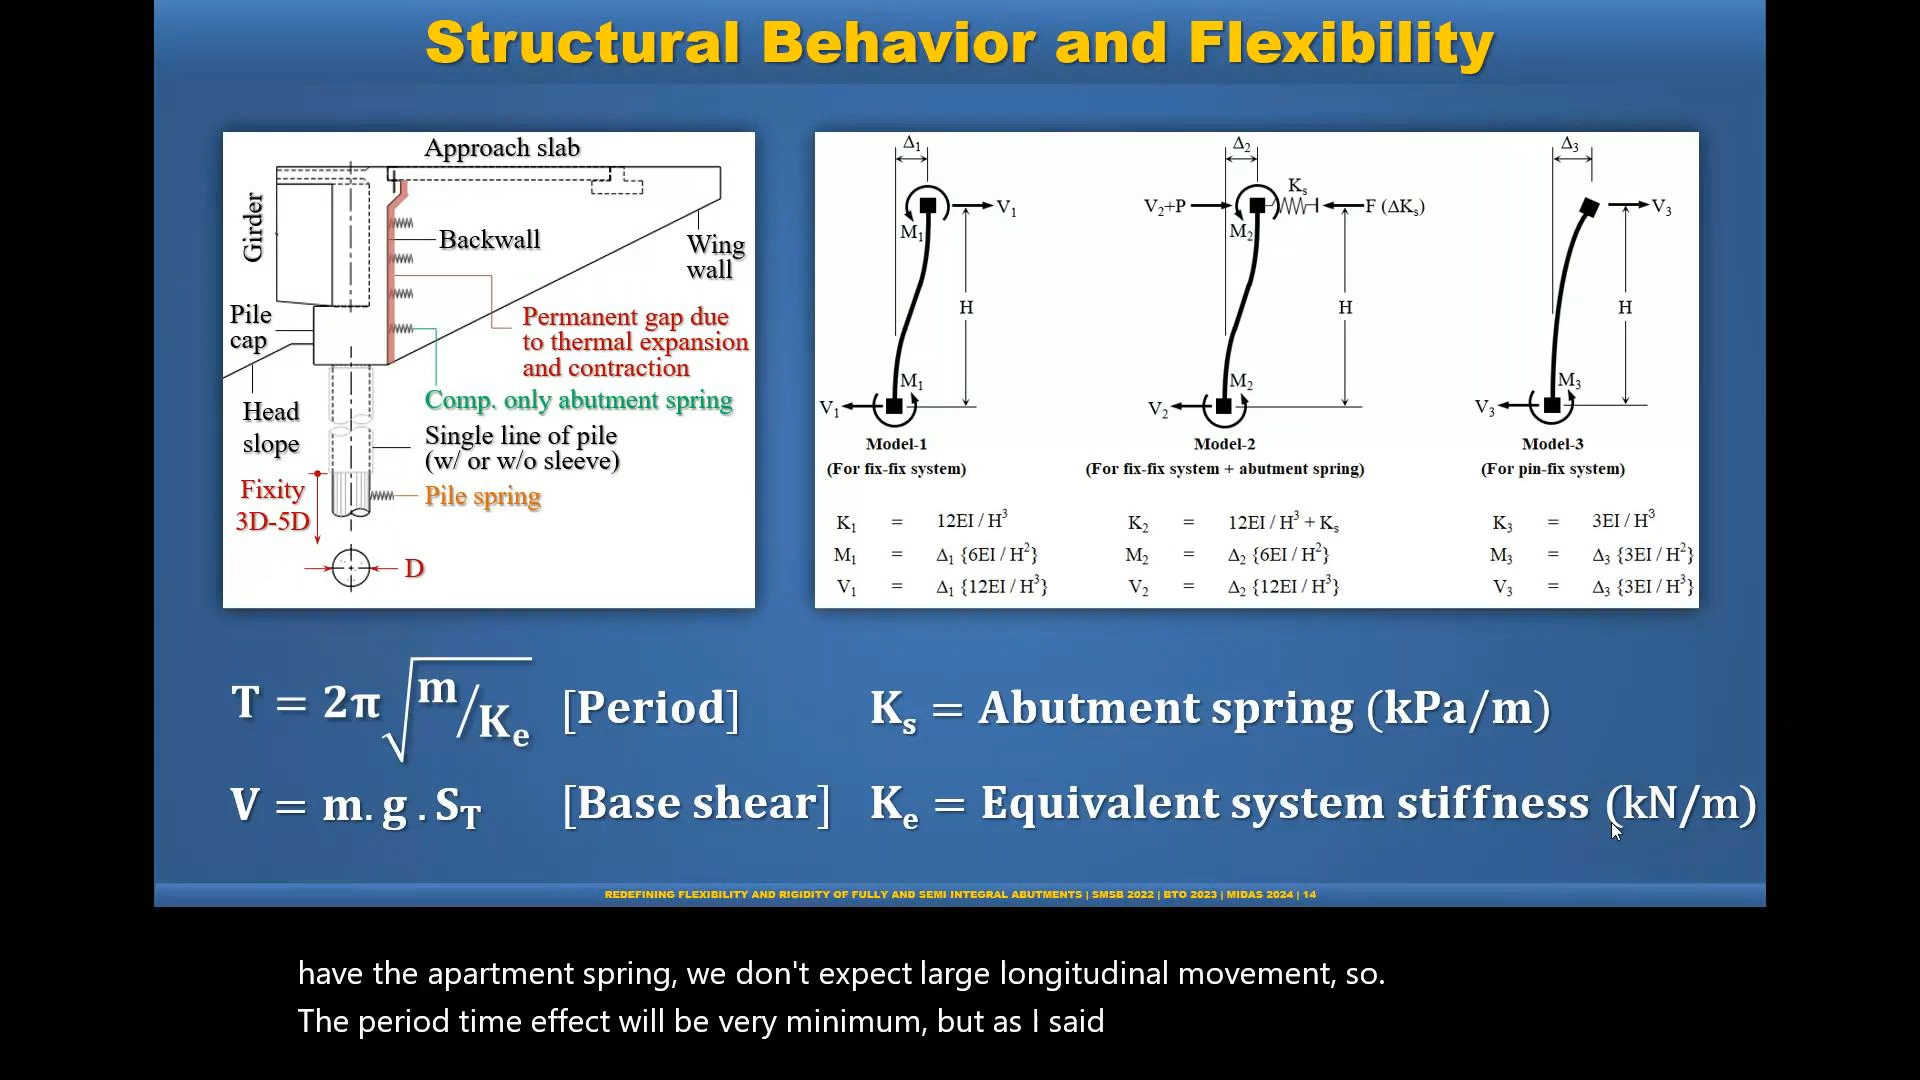 Structural Behavior and Flexibility
Approach slab
Girder
Backwall
Wing
wall
Pile
cap
Permanent gap due
to thermal expansion
and contraction
Comp. only abutment spring
Head
slope
Single line of pile
(w/ or w/o sleeve)
Fixity
3D-5D
Pile spring
D
Δ₁
V₁
M₁
H
M₁
V₁
Model-1
(For fix-fix system)
K₁ = 12EI / H³
M₁ = Δ₁ {6EI / H²}
V₁ = Δ₁ {12EI / H³}
Δ₂
Kₛ
V₂+P
F (ΔKₛ)
M₂
H
M₂
V₂
Model-2
(For fix-fix system + abutment spring)
K₂ = 12EI / H³ + Kₛ
M₂ = Δ₂ {6EI / H²}
V₂ = Δ₂ {12EI / H³}
Δ₃
V₃
H
M₃
V₃
Model-3
(For pin-fix system)
K₃ = 3EI / H³
M₃ = Δ₃ {3EI / H²}
V₃ = Δ₃ {3EI / H³}
T = 2π √m/Kₑ [Period]
Kₛ = Abutment spring (kPa/m)
V = m. g . S_T [Base shear]
Kₑ = Equivalent system stiffness (kN/m)
REDEFINING FLEXIBILITY AND RIGIDITY OF FULLY AND SEMI INTEGRAL ABUTMENTS | SMSB 2022 | BTO 2023 | MIDAS 2024 | 14
have the apartment spring, we don't expect large longitudinal movement, so.
The period time effect will be very minimum, but as I said